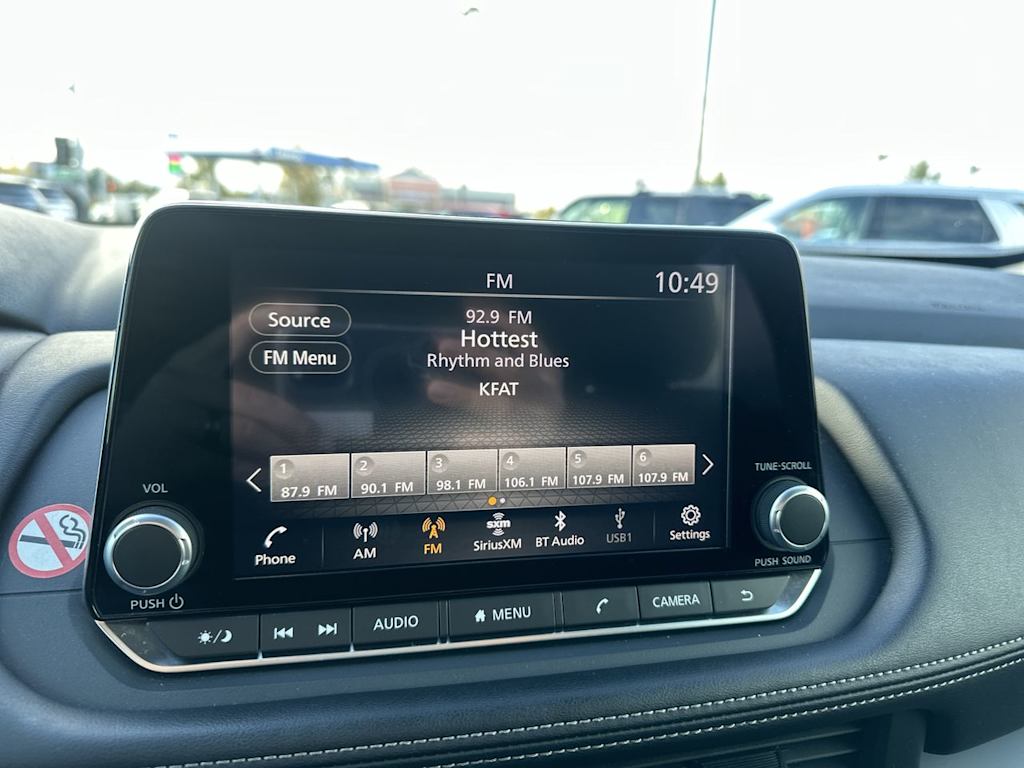 FM
10:49
Source
FM Menu
92.9 FM
Hottest
Rhythm and Blues
KFAT
1
87.9 FM
2
90.1 FM
3
98.1 FM
4
106.1 FM
5
107.9 FM
6
107.9 FM
Phone
AM
FM
sxm
SiriusXM
BT Audio
USB1
Settings
VOL
PUSH
TUNE·SCROLL
PUSH SOUND
AUDIO
MENU
CAMERA